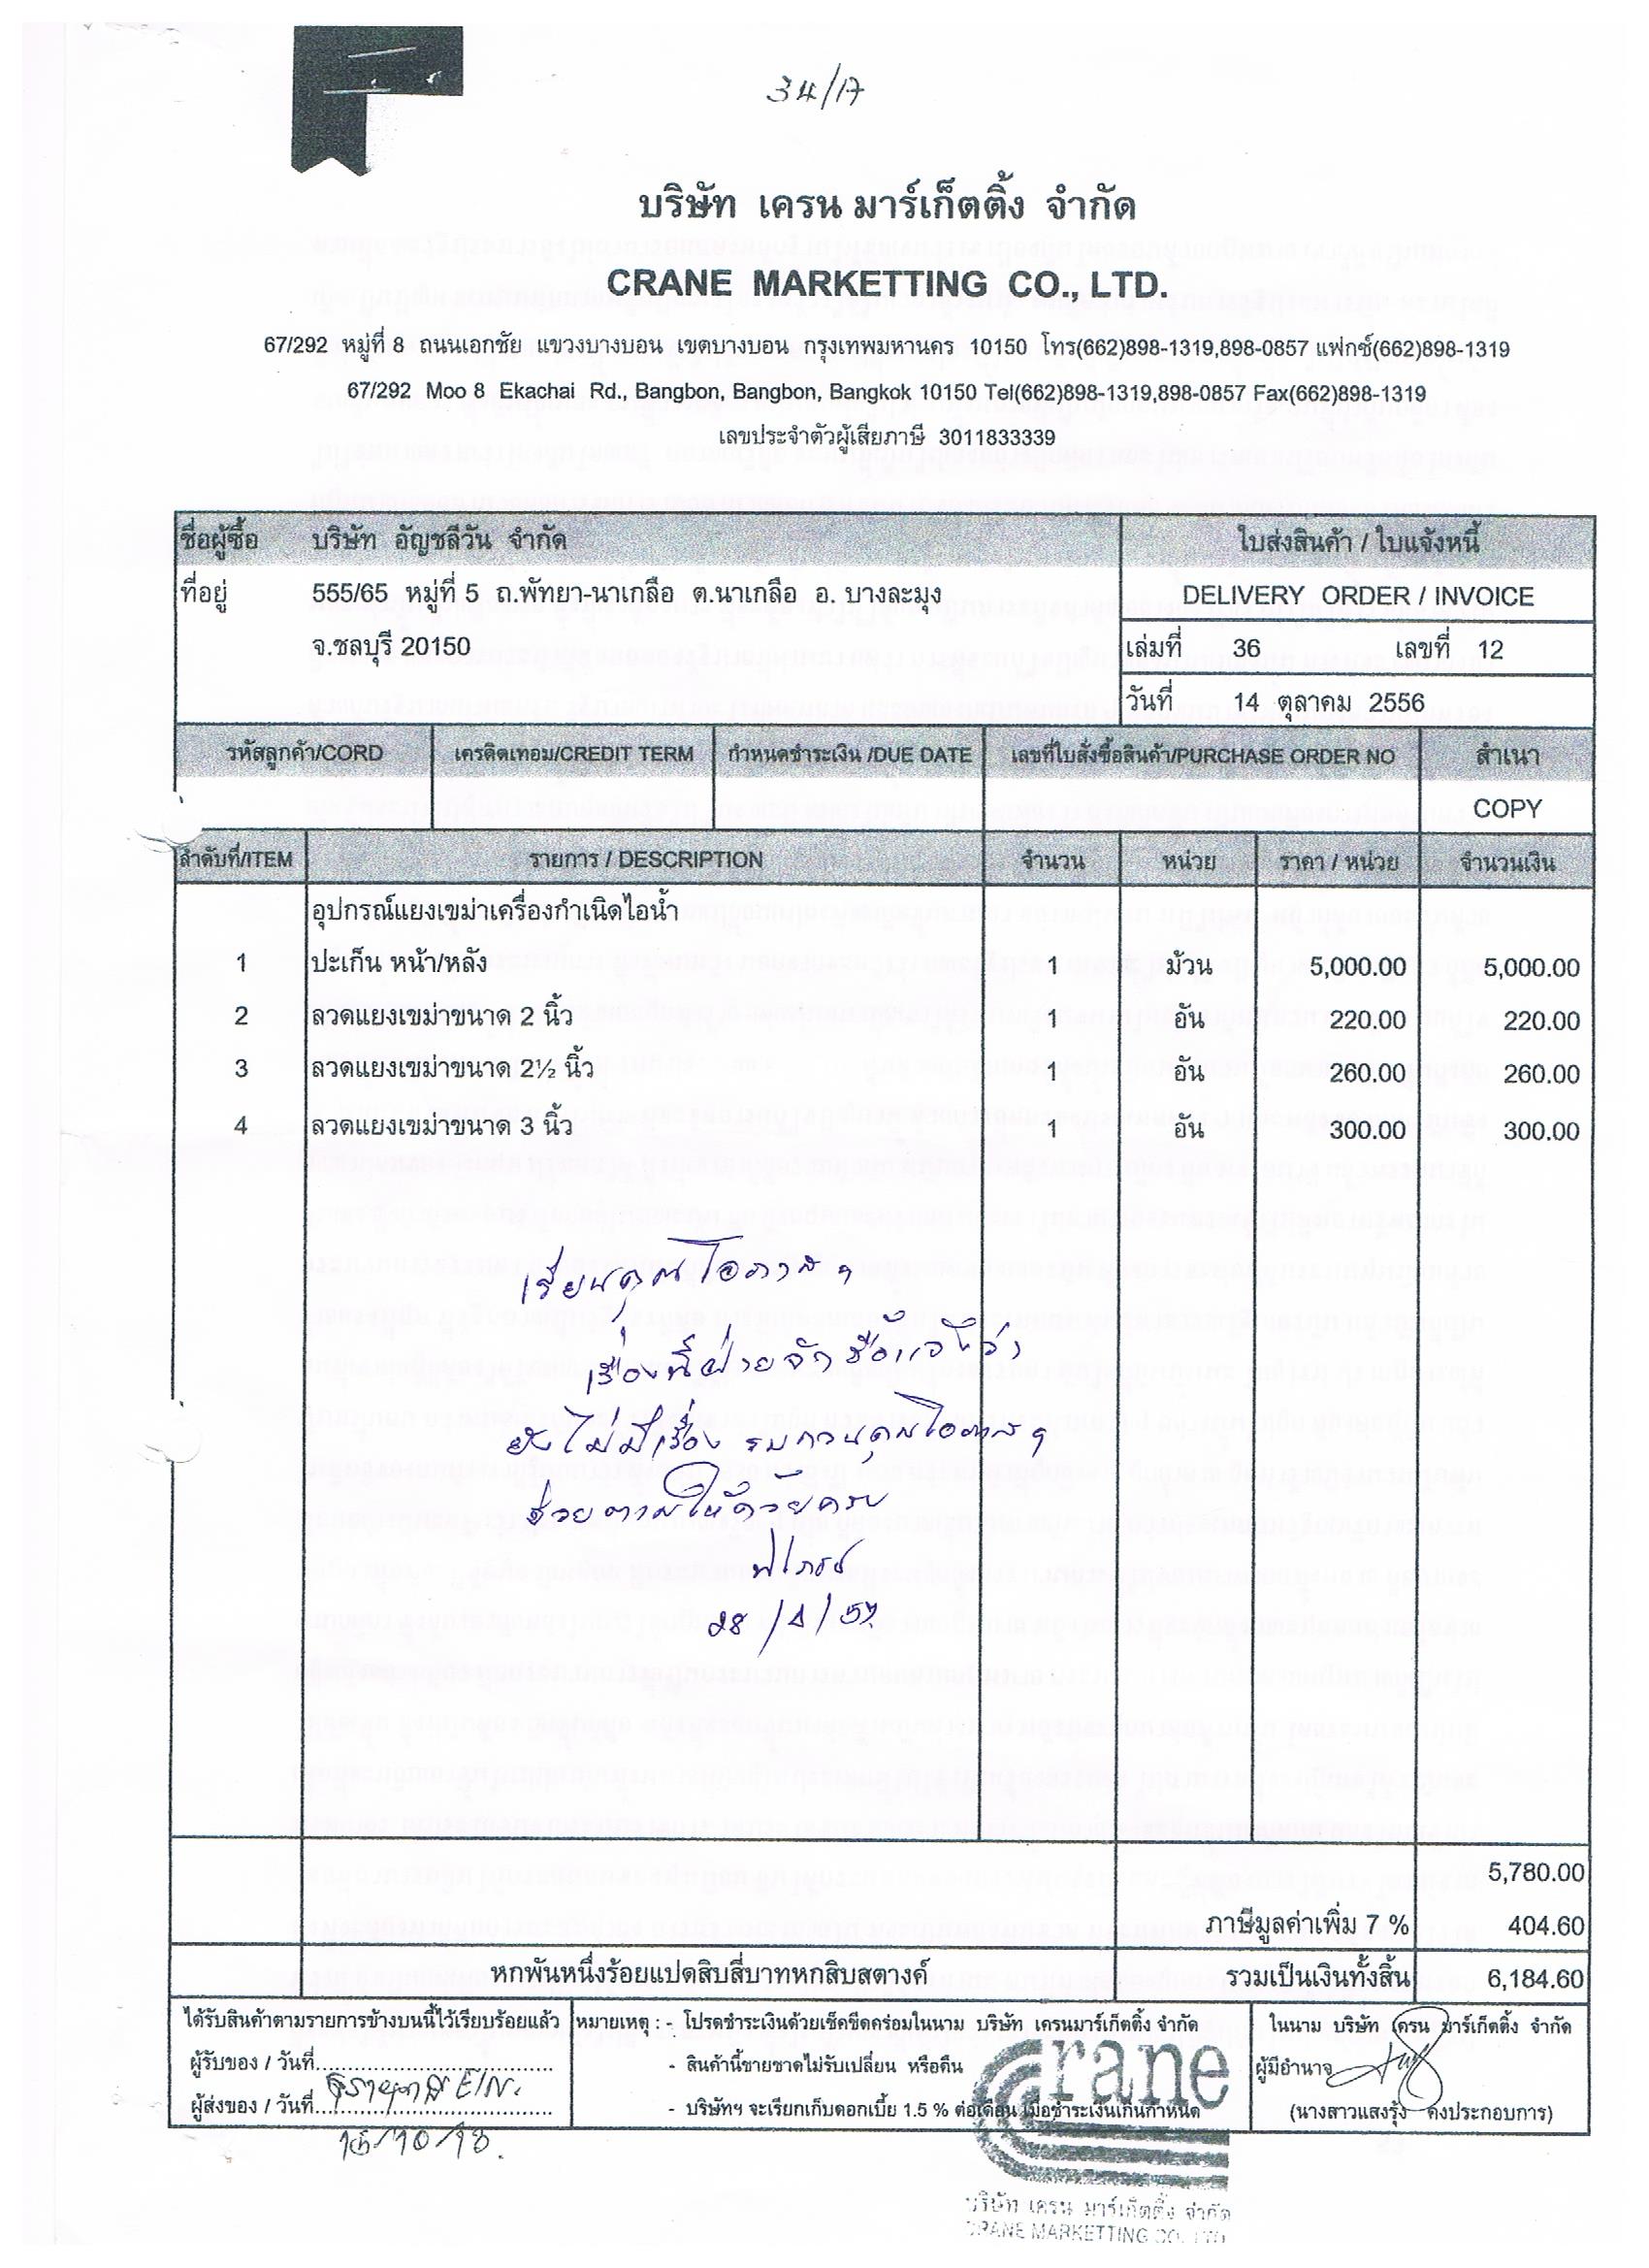 34/17
บริษัท เครน มาร์เก็ตติ้ง จำกัด
CRANE MARKETTING CO., LTD.
67/292 หมู่ที่ 8 ถนนเอกชัย แขวงบางบอน เขตบางบอน กรุงเทพมหานคร 10150 โทร(662)898-1319,898-0857 แฟกซ์(662)898-1319
67/292 Moo 8 Ekachai Rd., Bangbon, Bangbon, Bangkok 10150 Tel(662)898-1319,898-0857 Fax(662)898-1319
เลขประจำตัวผู้เสียภาษี 3011833339
ชื่อผู้ซื้อ บริษัท อัญชลีวัน จำกัด ใบส่งสินค้า / ใบแจ้งหนี้
ที่อยู่ 555/65 หมู่ที่ 5 ถ.พัทยา-นาเกลือ ต.นาเกลือ อ. บางละมุง DELIVERY ORDER / INVOICE
จ.ชลบุรี 20150 เล่มที่ 36 เลขที่ 12
วันที่ 14 ตุลาคม 2556
รหัสลูกค้า/CORD เครดิตเทอม/CREDIT TERM กำหนดชำระเงิน /DUE DATE เลขที่ใบสั่งซื้อสินค้า/PURCHASE ORDER NO สำเนา
COPY
ลำดับที่/ITEM รายการ / DESCRIPTION จำนวน หน่วย ราคา / หน่วย จำนวนเงิน
อุปกรณ์แยงเขม่าเครื่องกำเนิดไอน้ำ
1 ปะเก็น หน้า/หลัง 1 ม้วน 5,000.00 5,000.00
2 ลวดแยงเขม่าขนาด 2 นิ้ว 1 อัน 220.00 220.00
3 ลวดแยงเขม่าขนาด 2½ นิ้ว 1 อัน 260.00 260.00
4 ลวดแยงเขม่าขนาด 3 นิ้ว 1 อัน 300.00 300.00
เรียนคุณโอภาส ฯ
เรื่องนี้ฝ่ายจัดซื้อแจ้งว่า
ยังไม่มีเรื่อง รบกวนคุณโอภาส ฯ
ช่วยตามให้ด้วยครับ
28/4/57
5,780.00
ภาษีมูลค่าเพิ่ม 7 % 404.60
หกพันหนึ่งร้อยแปดสิบสี่บาทหกสิบสตางค์ รวมเป็นเงินทั้งสิ้น 6,184.60
ได้รับสินค้าตามรายการข้างบนนี้ไว้เรียบร้อยแล้ว หมายเหตุ : - โปรดชำระเงินด้วยเช็คขีดคร่อมในนาม บริษัท เครนมาร์เก็ตติ้ง จำกัด ในนาม บริษัท เครน มาร์เก็ตติ้ง จำกัด
ผู้รับของ / วันที่ - สินค้านี้ขายขาดไม่รับเปลี่ยน หรือคืน ผู้มีอำนาจ
ผู้ส่งของ / วันที่ - บริษัทฯ จะเรียกเก็บดอกเบี้ย 1.5 % ต่อเดือน เมื่อชำระเงินเกินกำหนด (นางสาวแสงรุ้ง คงประกอบการ)
Crane
บริษัท เครน มาร์เก็ตติ้ง จำกัด
CRANE MARKETTING CO., LTD.